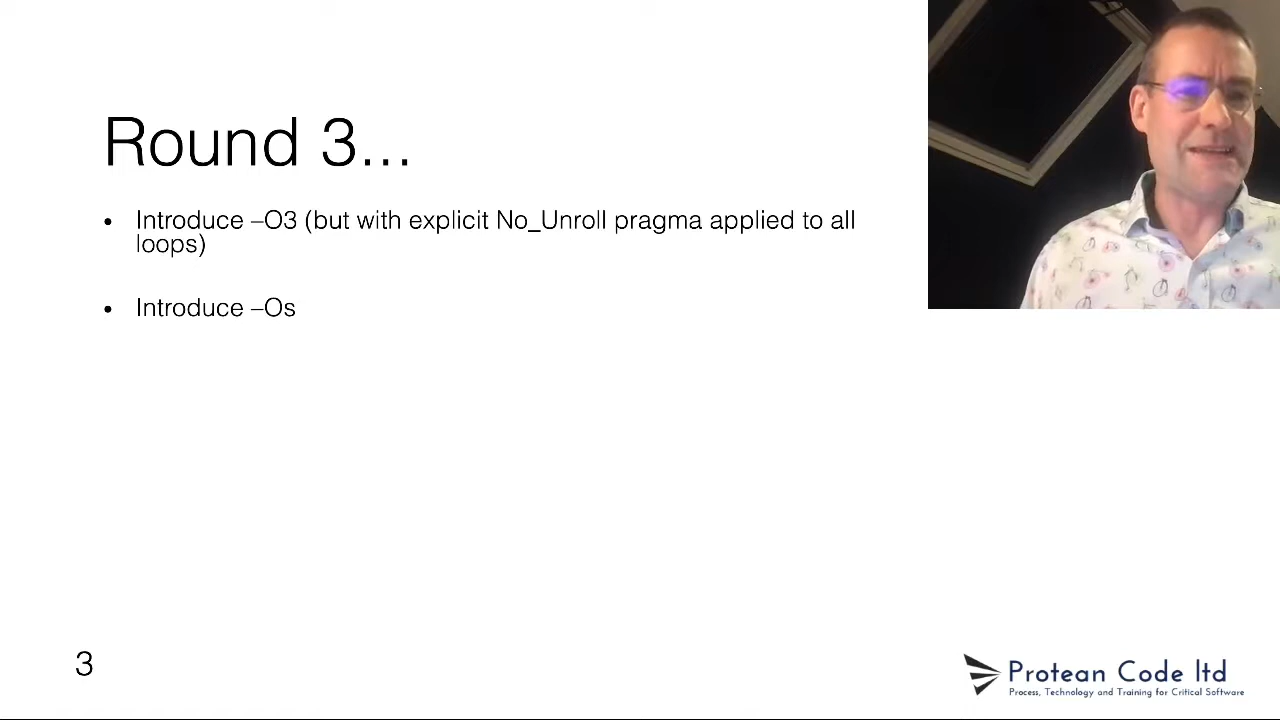 Round 3...
• Introduce –O3 (but with explicit No_Unroll pragma applied to all
loops)
• Introduce –Os
3
Protean Code ltd
Process, Technology and Training for Critical Software